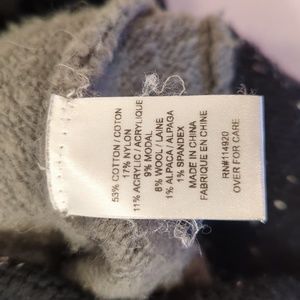 53% COTTON / COTON
17% NYLON
11% ACRYLIC / ACRYLIQUE
9% MODAL
8% WOOL / LAINE
1% ALPACA / ALPAGA
1% SPANDEX
MADE IN CHINA
FABRIQUE EN CHINE
RN#114920
OVER FOR CARE